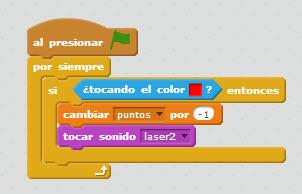 al presionar
por siempre
si ¿tocando el color ? entonces
cambiar puntos por -1
tocar sonido laser2